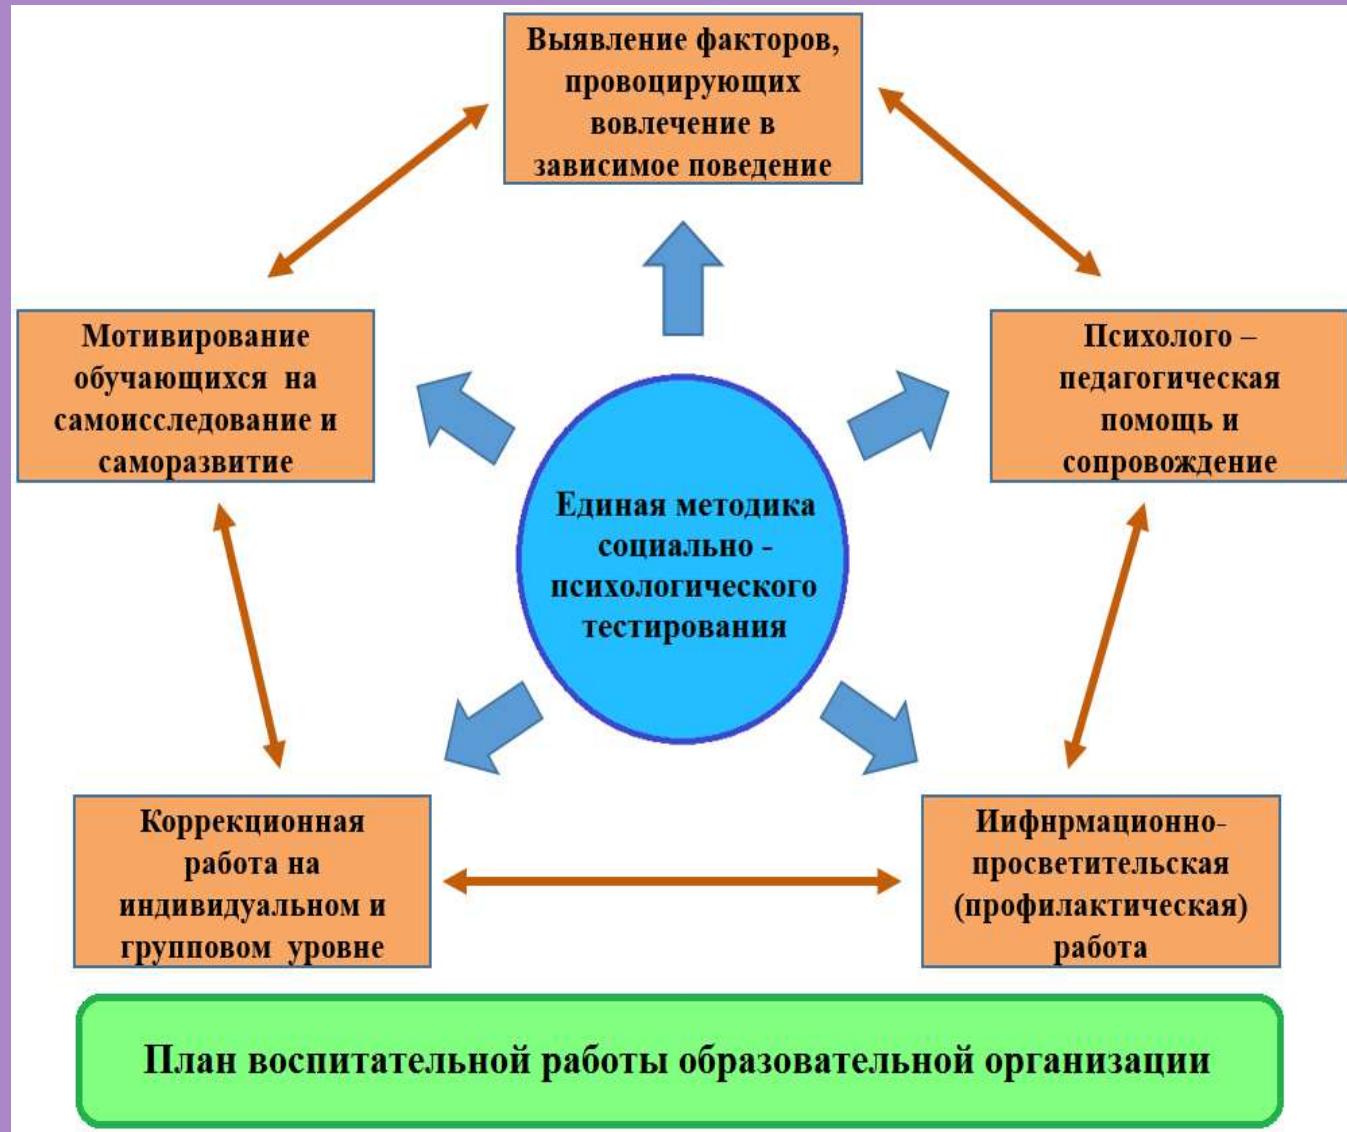 Выявление факторов,
провоцирующих
вовлечение в
зависимое поведение
Мотивирование
обучающихся на
самоисследование и
саморазвитие
Психолого –
педагогическая
помощь и
сопровождение
Единая методика
социально -
психологического
тестирования
Коррекционная
работа на
индивидуальном и
групповом уровне
Иифнрмационно-
просветительская
(профилактическая)
работа
План воспитательной работы образовательной организации